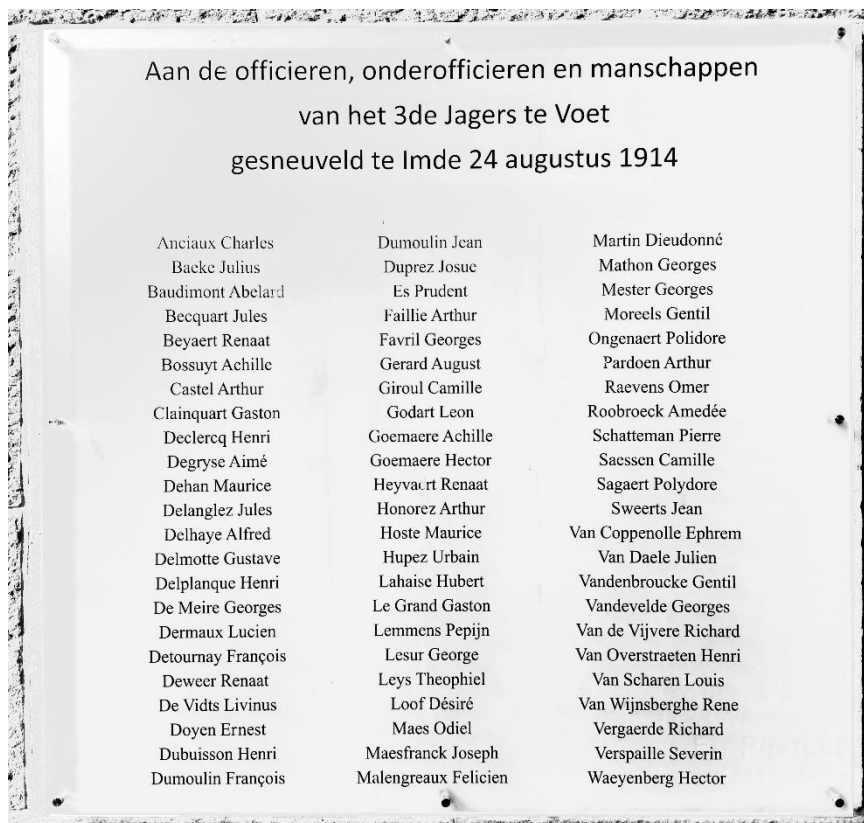 Aan de officieren, onderofficieren en manschappen
van het 3de Jagers te Voet
gesneuveld te Imde 24 augustus 1914
Anciaux Charles
Baeke Julius
Baudimont Abelard
Becquart Jules
Beyaert Renaat
Bossuyt Achille
Castel Arthur
Clainquart Gaston
Declercq Henri
Degryse Aimé
Dehan Maurice
Delanglez Jules
Delhaye Alfred
Delmotte Gustave
Delplanque Henri
De Meire Georges
Dermaux Lucien
Detournay François
Deweer Renaat
De Vidts Livinus
Doyen Ernest
Dubuisson Henri
Dumoulin François
Dumoulin Jean
Duprez Josue
Es Prudent
Faillie Arthur
Favril Georges
Gerard August
Giroul Camille
Godart Leon
Goemaere Achille
Goemaere Hector
Heyvaert Renaat
Honorez Arthur
Hoste Maurice
Hupez Urbain
Lahaise Hubert
Le Grand Gaston
Lemmens Pepijn
Lesur George
Leys Theophiel
Loof Désiré
Maes Odiel
Maesfranck Joseph
Malengreaux Felicien
Martin Dieudonné
Mathon Georges
Mester Georges
Moreels Gentil
Ongenaert Polidore
Pardoen Arthur
Raevens Omer
Roobroeck Amedée
Schatteman Pierre
Saessen Camille
Sagaert Polydore
Sweerts Jean
Van Coppenolle Ephrem
Van Daele Julien
Vandenbroucke Gentil
Vandevelde Georges
Van de Vijvere Richard
Van Overstraeten Henri
Van Scharen Louis
Van Wijnsberghe Rene
Vergaerde Richard
Verspaille Severin
Waeyenberg Hector